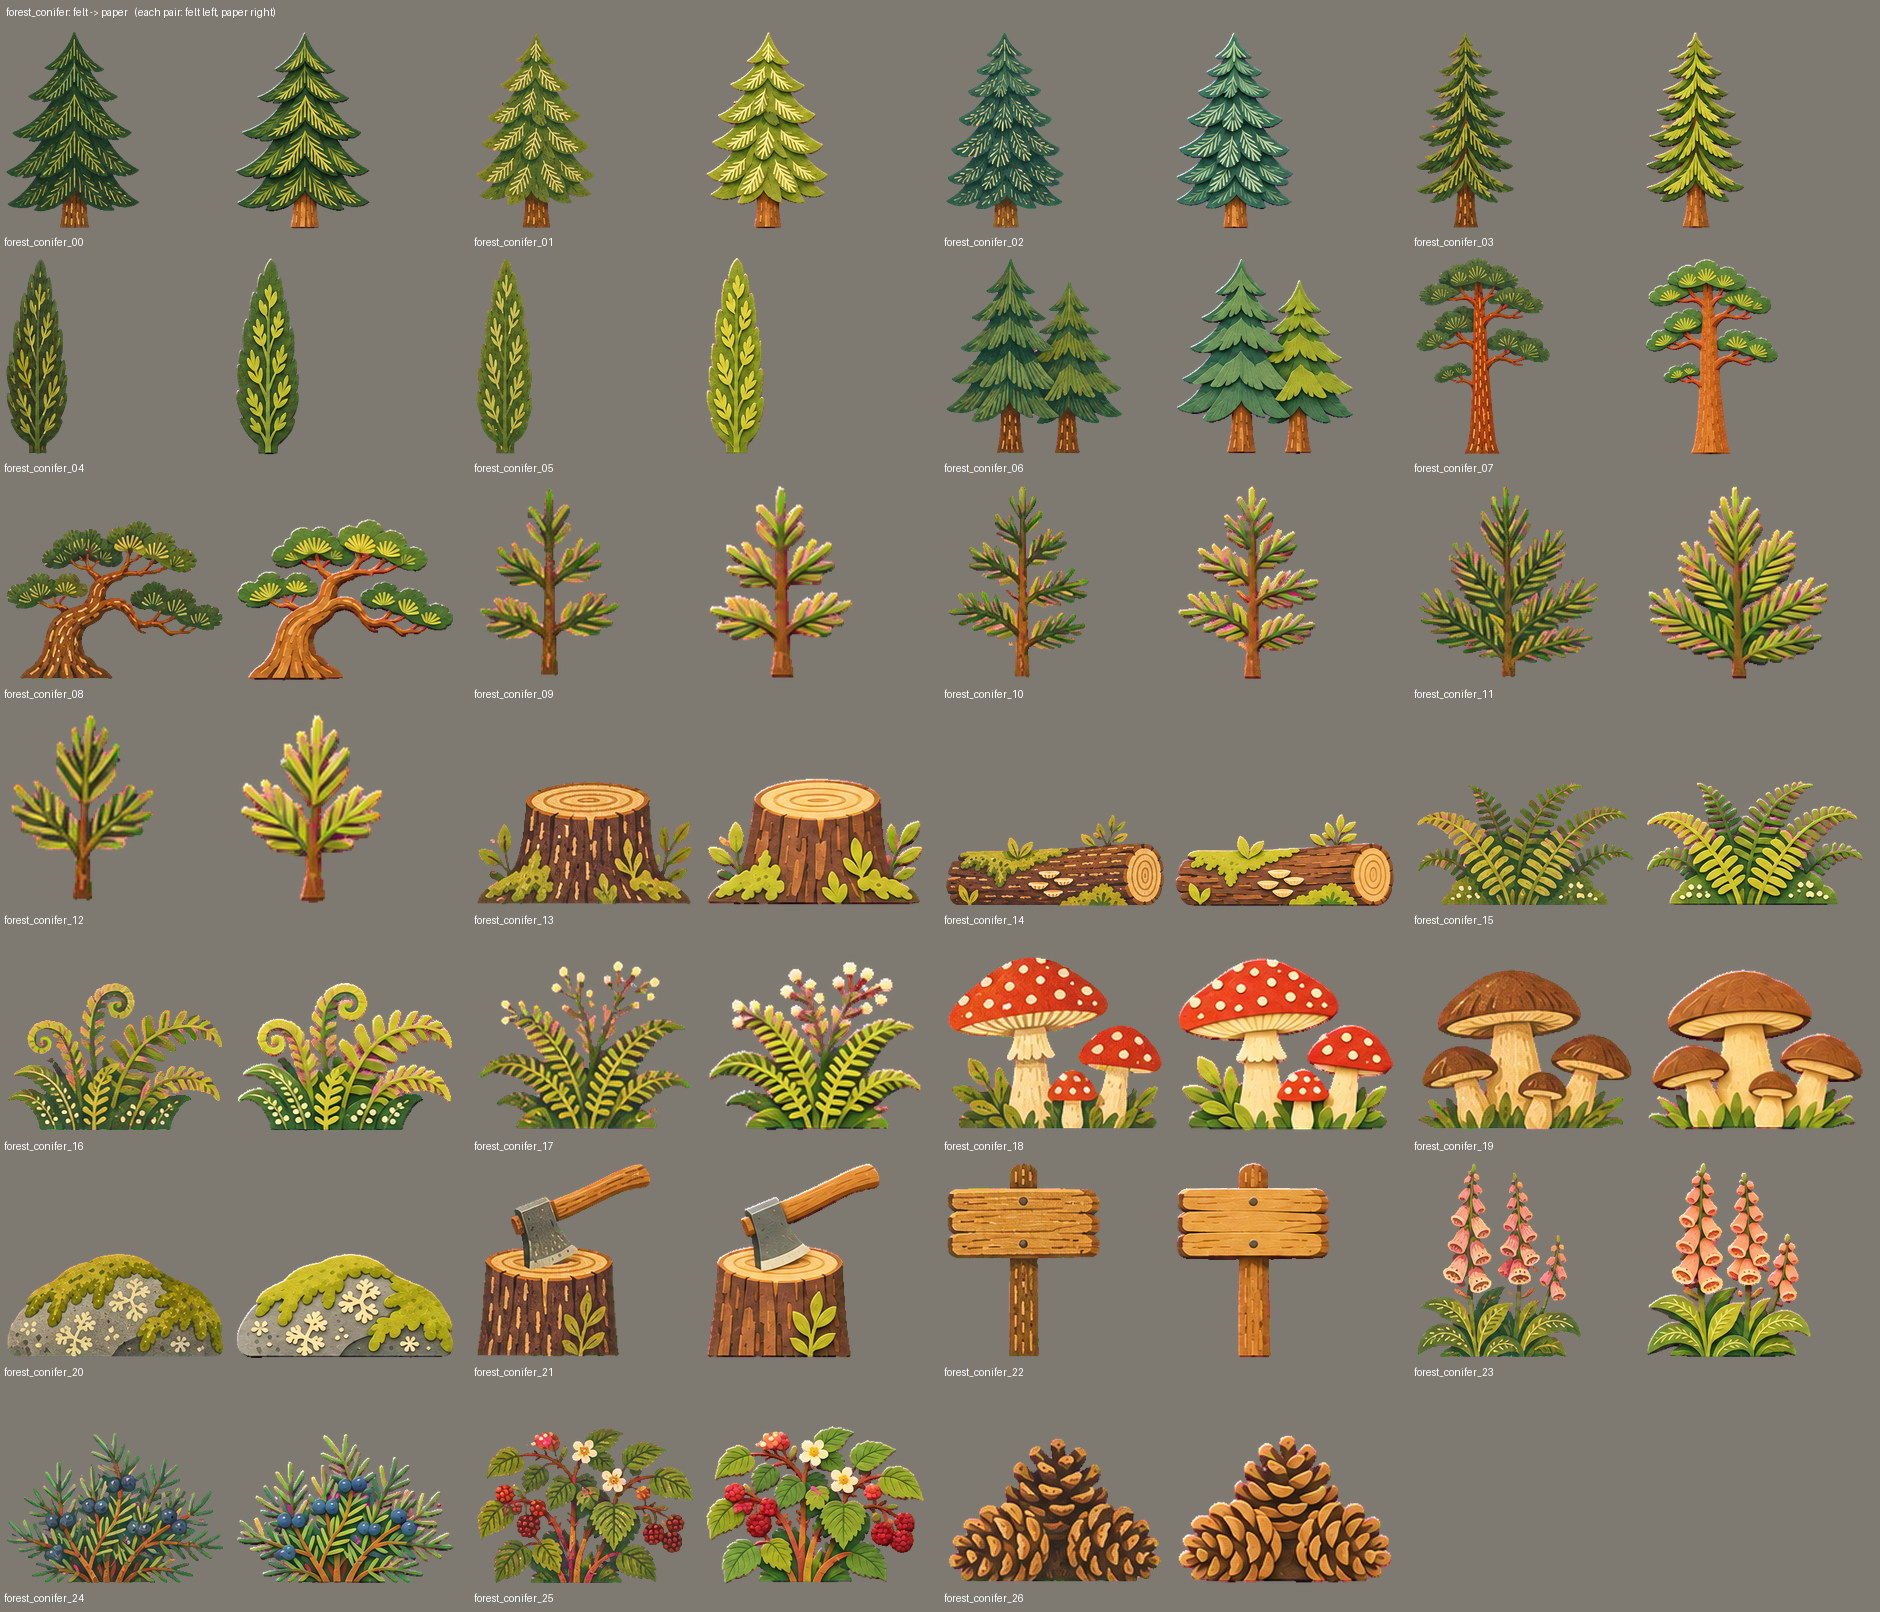 forest_conifer: felt -> paper (each pair: felt left, paper right)
forest_conifer_00
forest_conifer_01
forest_conifer_02
forest_conifer_03
forest_conifer_04
forest_conifer_05
forest_conifer_06
forest_conifer_07
forest_conifer_08
forest_conifer_09
forest_conifer_10
forest_conifer_11
forest_conifer_12
forest_conifer_13
forest_conifer_14
forest_conifer_15
forest_conifer_16
forest_conifer_17
forest_conifer_18
forest_conifer_19
forest_conifer_20
forest_conifer_21
forest_conifer_22
forest_conifer_23
forest_conifer_24
forest_conifer_25
forest_conifer_26